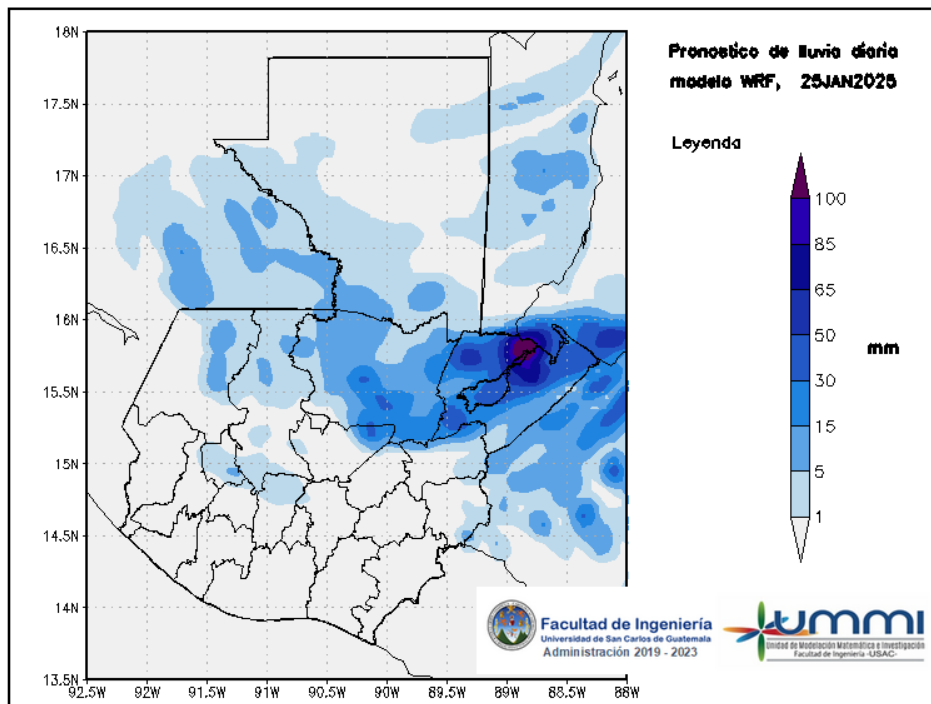 Pronostico de lluvia diaria
modelo WRF, 25JAN2025
Leyenda
100
85
65
50
30
15
5
1
mm
18N
17.5N
17N
16.5N
16N
15.5N
15N
14.5N
14N
13.5N
92.5W 92W 91.5W 91W 90.5W 90W 89.5W 89W 88.5W 88W
Facultad de Ingeniería
Universidad de San Carlos de Guatemala
Administración 2019 - 2023
ummi
Unidad de Modelación Matemática e Investigación
Facultad de Ingeniería -USAC-